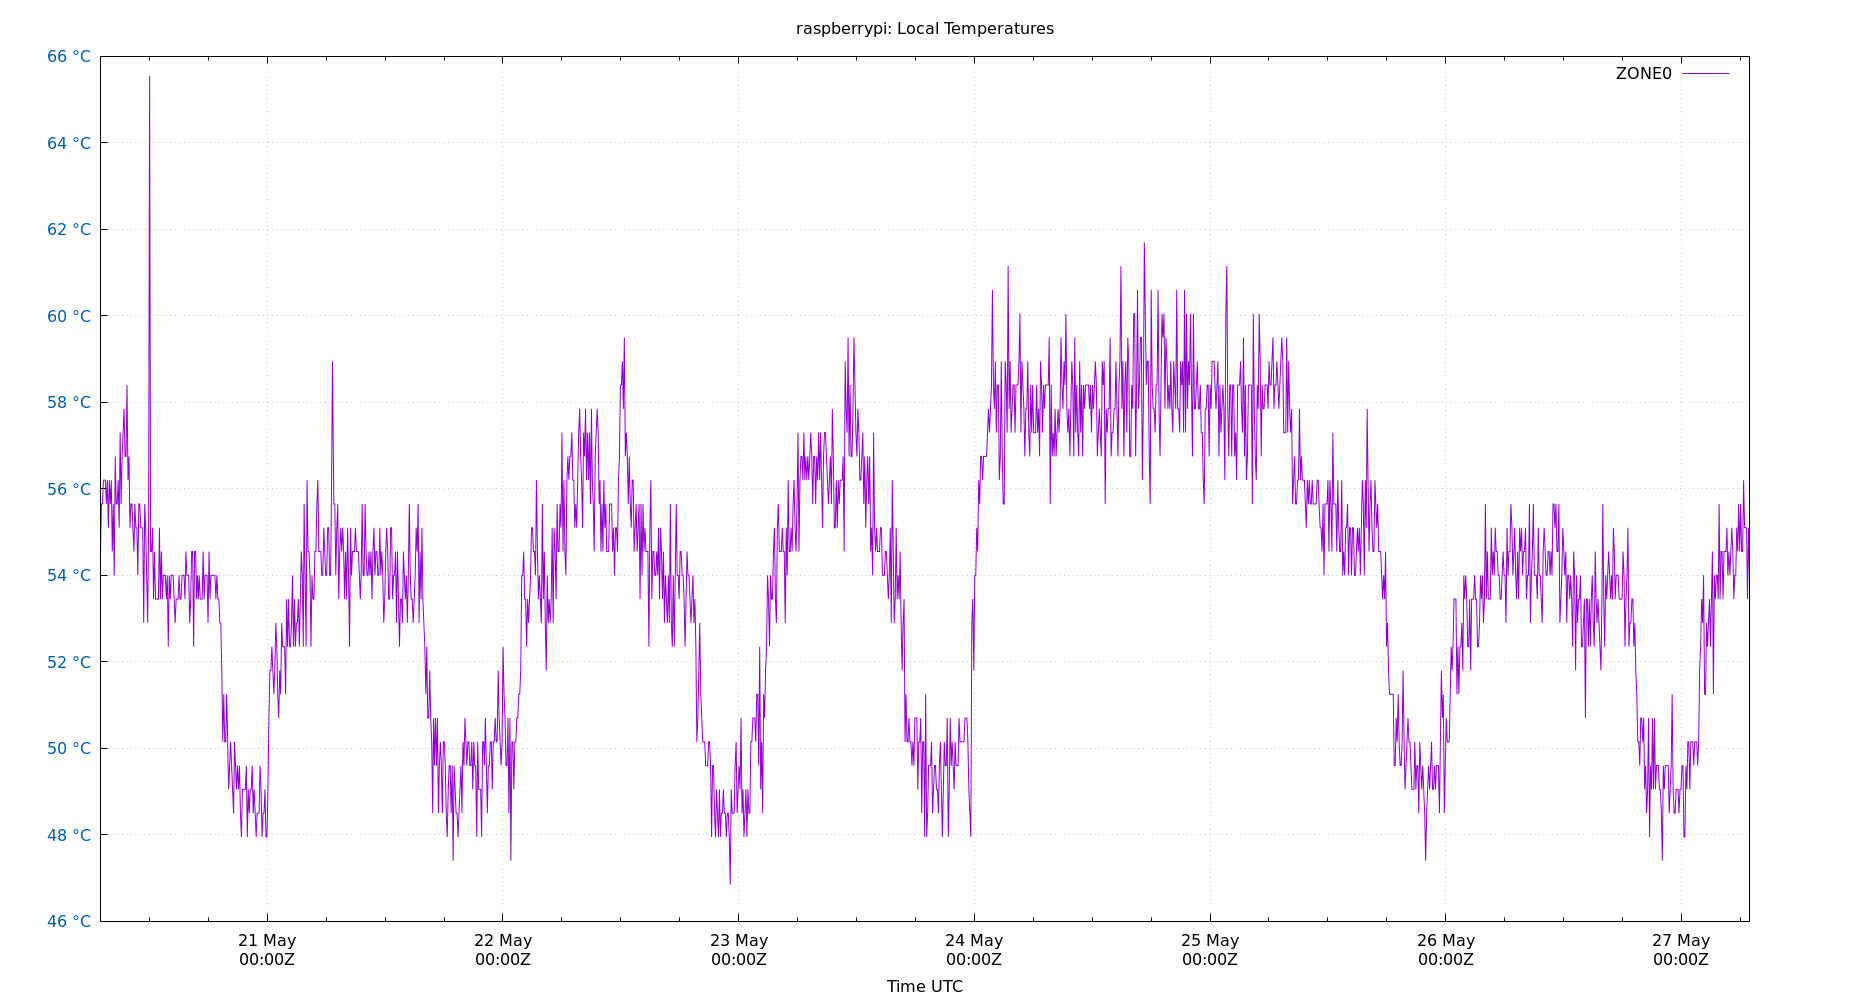 raspberrypi: Local Temperatures
66 °C
ZONE0
64 °C
62 °C
60 °C
58 °C
56 °C
54 °C
52 °C
50 °C
48 °C
46 °C
21 May 22 May 23 May 24 May 25 May 26 May 27 May
00:00Z 00:00Z 00:00Z 00:00Z 00:00Z 00:00Z 00:00Z
Time UTC